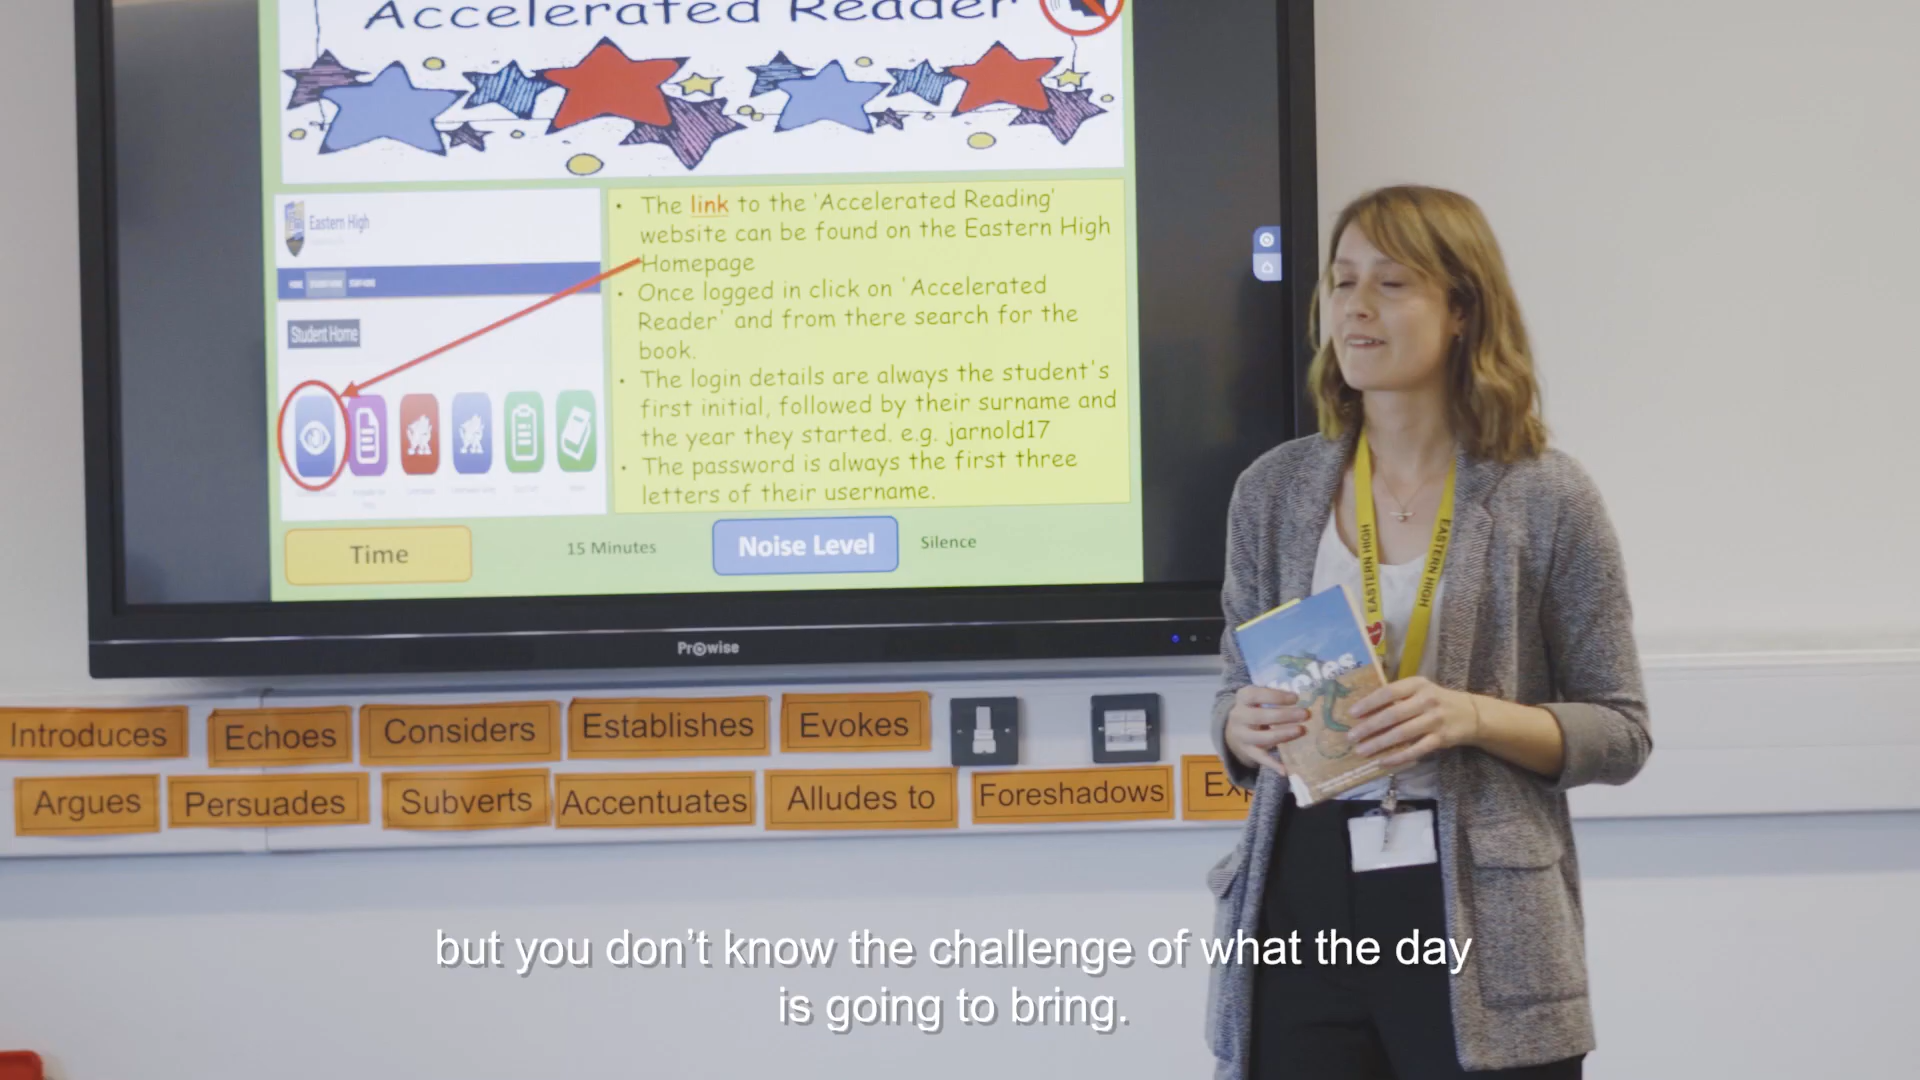 Accelerated Reader
Eastern High
Student Home
• The link to the 'Accelerated Reading'
website can be found on the Eastern High
Homepage
• Once logged in click on 'Accelerated
Reader' and from there search for the
book.
• The login details are always the student's
first initial, followed by their surname and
the year they started. e.g. jarnold17
• The password is always the first three
letters of their username.
Time
15 Minutes
Noise Level
Silence
Prowise
EASTERN HIGH
EASTERN HIGH
holes
Introduces
Echoes
Considers
Establishes
Evokes
Argues
Persuades
Subverts
Accentuates
Alludes to
Foreshadows
but you don't know the challenge of what the day
is going to bring.